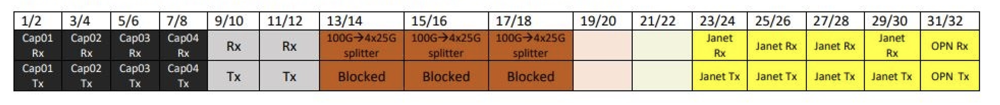 1/2 3/4 5/6 7/8 9/10 11/12 13/14 15/16 17/18 19/20 21/22 23/24 25/26 27/28 29/30 31/32
Cap01 Rx Cap02 Rx Cap03 Rx Cap04 Rx Rx Rx 100G→4x25G splitter 100G→4x25G splitter 100G→4x25G splitter Janet Rx Janet Rx Janet Rx Janet Rx OPN Rx
Cap01 Tx Cap02 Tx Cap03 Tx Cap04 Tx Tx Tx Blocked Blocked Blocked Janet Tx Janet Tx Janet Tx Janet Tx OPN Tx